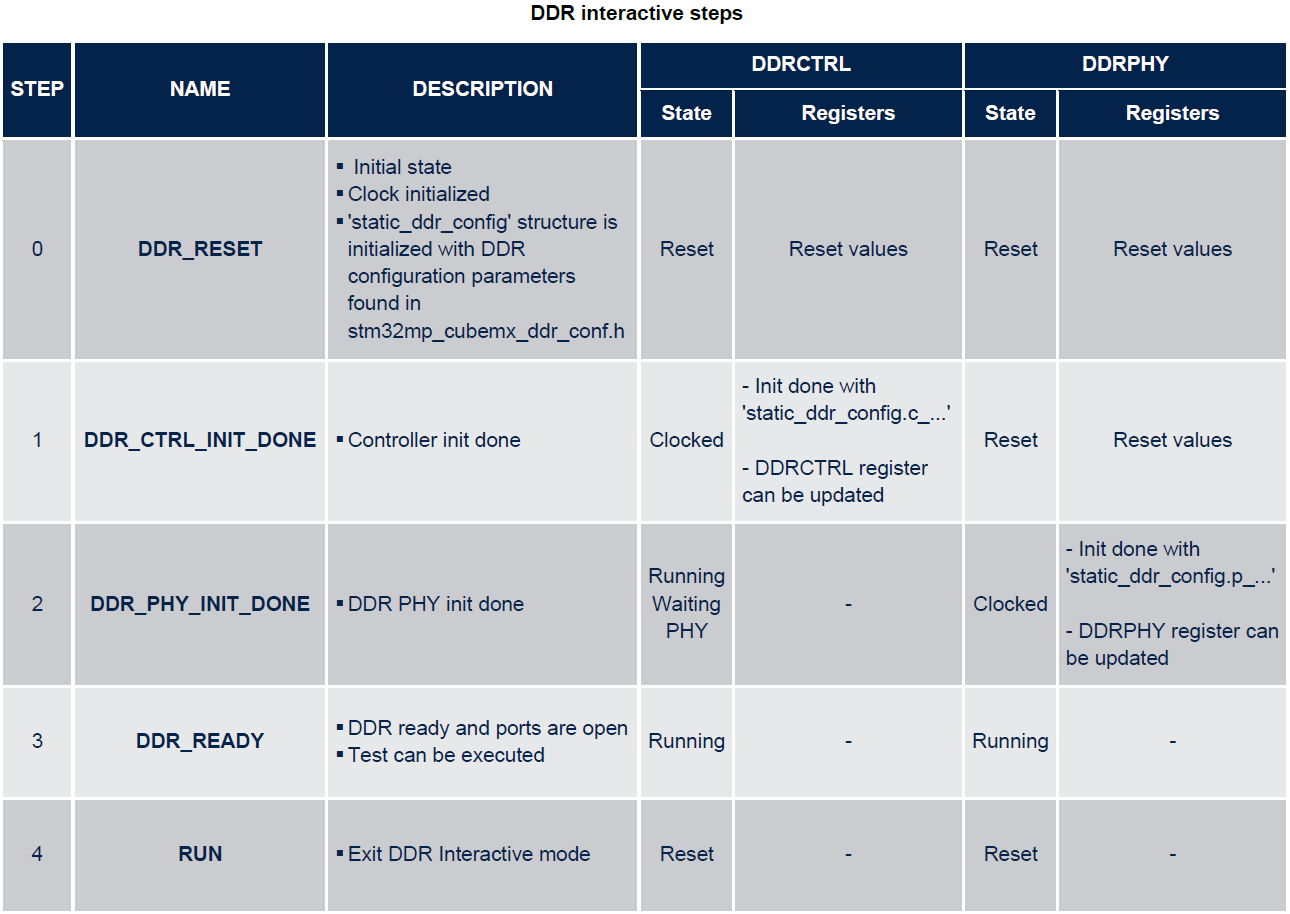 DDR interactive steps
STEP
NAME
DESCRIPTION
DDRCTRL
DDRPHY
State
Registers
State
Registers
0
DDR_RESET
▪ Initial state
▪ Clock initialized
▪ 'static_ddr_config' structure is
initialized with DDR
configuration parameters
found in
stm32mp_cubemx_ddr_conf.h
Reset
Reset values
Reset
Reset values
1
DDR_CTRL_INIT_DONE
▪ Controller init done
Clocked
- Init done with
'static_ddr_config.c_...'
- DDRCTRL register
can be updated
Reset
Reset values
2
DDR_PHY_INIT_DONE
▪ DDR PHY init done
Running
Waiting
PHY
-
Clocked
- Init done with
'static_ddr_config.p_...'
- DDRPHY register can
be updated
3
DDR_READY
▪ DDR ready and ports are open
▪ Test can be executed
Running
-
Running
-
4
RUN
▪ Exit DDR Interactive mode
Reset
-
Reset
-